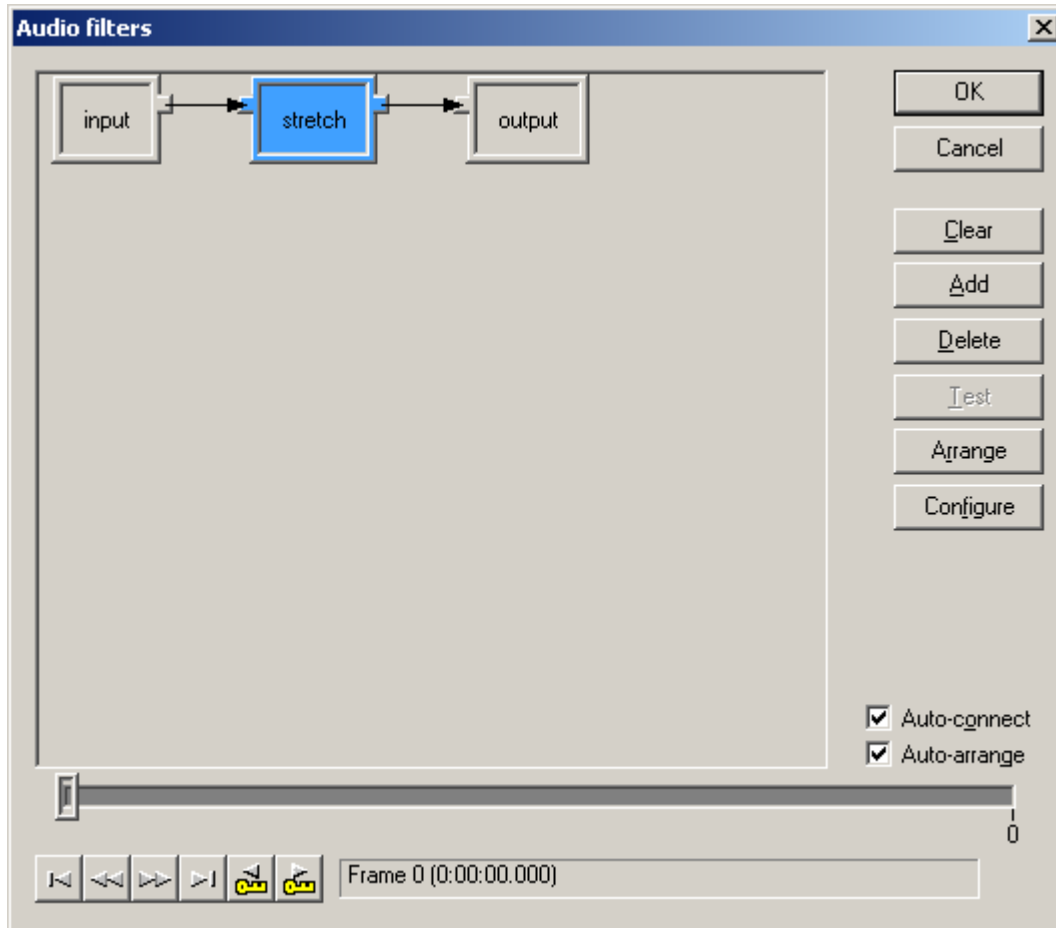 Audio filters
input
stretch
output
OK
Cancel
Clear
Add
Delete
Test
Arrange
Configure
Auto-connect
Auto-arrange
0
Frame 0 (0:00:00.000)